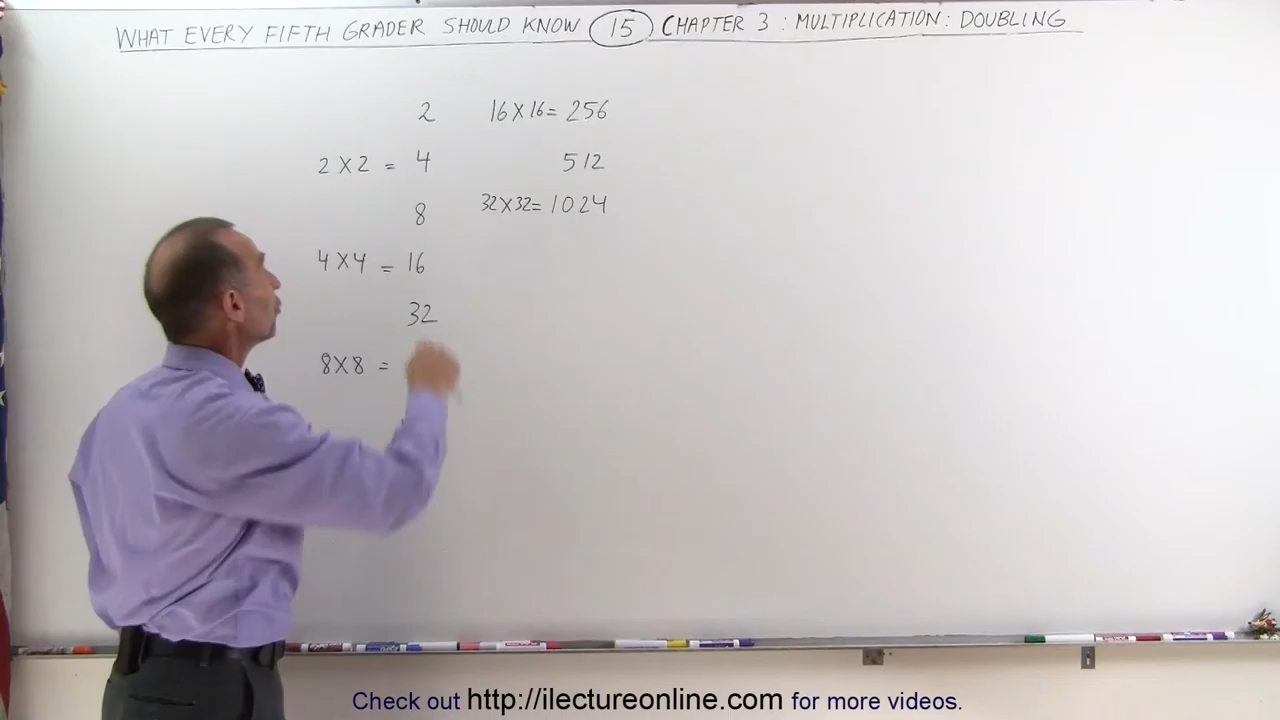 WHAT EVERY FIFTH GRADER SHOULD KNOW 15 CHAPTER 3 : MULTIPLICATION: DOUBLING
2
2 X 2 = 4
8
4 X 4 = 16
32
8 X 8 =
16 X 16 = 256
512
32 X 32 = 1024
Check out http://ilectureonline.com for more videos.